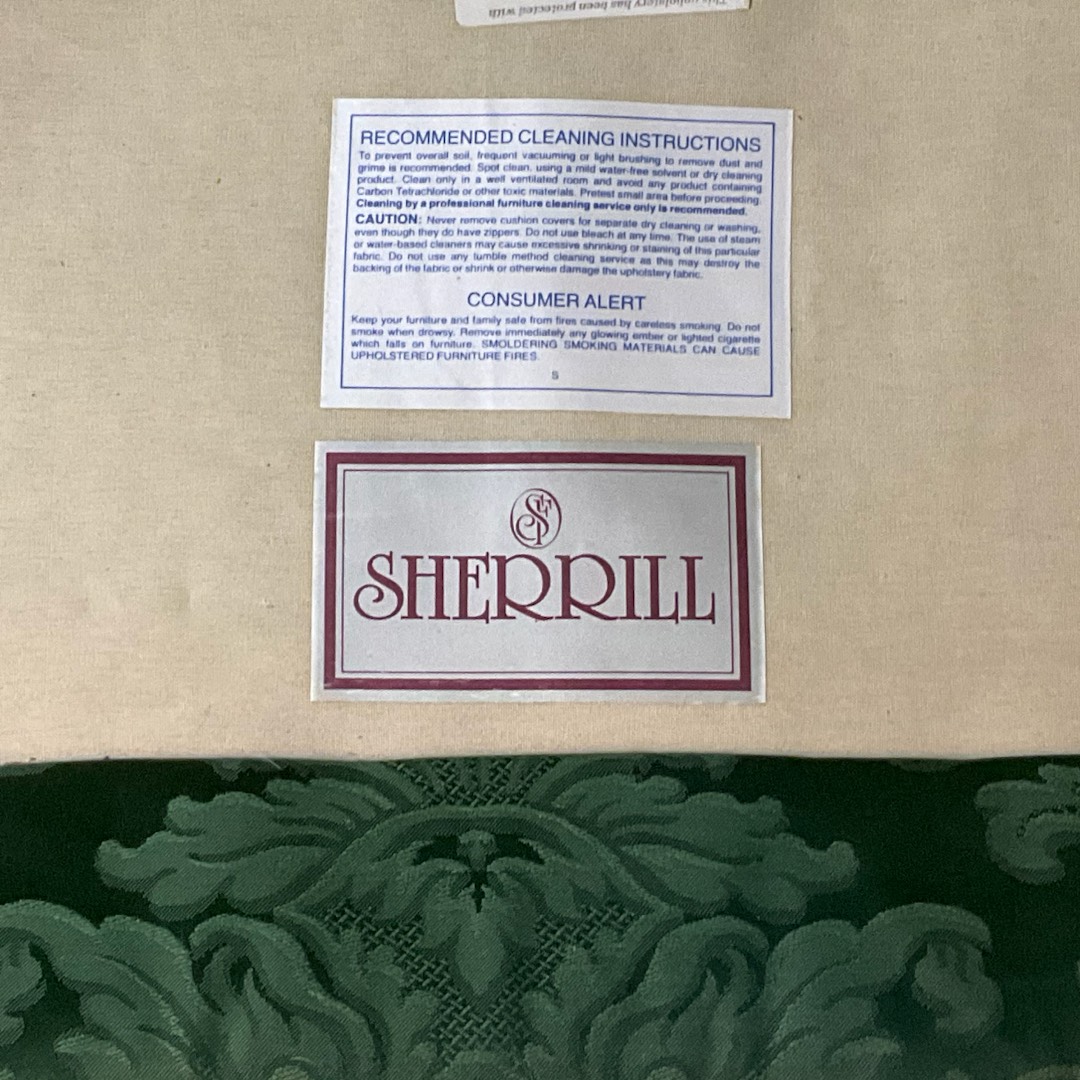 This upholstery has been protected with
RECOMMENDED CLEANING INSTRUCTIONS
To prevent overall soil, frequent vacuuming or light brushing to remove dust and
grime is recommended. Spot clean, using a mild water-free solvent or dry cleaning
product. Clean only in a well ventilated room and avoid any product containing
Carbon Tetrachloride or other toxic materials. Pretest small area before proceeding.
Cleaning by a professional furniture cleaning service only is recommended.
CAUTION: Never remove cushion covers for separate dry cleaning or washing,
even though they do have zippers. Do not use bleach at any time. The use of steam
or water-based cleaners may cause excessive shrinking or staining of this particular
fabric. Do not use any tumble method cleaning service as this may destroy the
backing of the fabric or shrink or otherwise damage the upholstery fabric.
CONSUMER ALERT
Keep your furniture and family safe from fires caused by careless smoking. Do not
smoke when drowsy. Remove immediately any glowing ember or lighted cigarette
which falls on furniture. SMOLDERING SMOKING MATERIALS CAN CAUSE
UPHOLSTERED FURNITURE FIRES.
S
SHERRILL